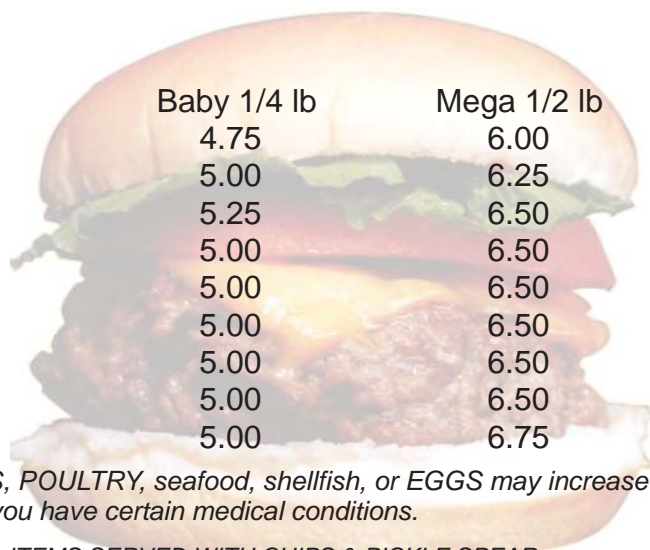 Baby 1/4 lb Mega 1/2 lb
4.75 6.00
5.00 6.25
5.25 6.50
5.00 6.50
5.00 6.50
5.00 6.50
5.00 6.50
5.00 6.50
5.00 6.75
S, POULTRY, seafood, shellfish, or EGGS may increase
you have certain medical conditions.
ITEMS SERVED WITH CHIPS & PICKLE SPEAR